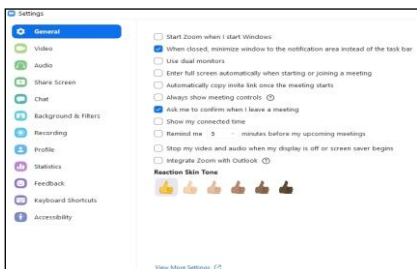 Settings
General
Video
Audio
Share Screen
Chat
Background & Filters
Recording
Profile
Statistics
Feedback
Keyboard Shortcuts
Accessibility
Start Zoom when I start Windows
When closed, minimize window to the notification area instead of the task bar
Use dual monitors
Enter full screen automatically when starting or joining a meeting
Automatically copy invite link once the meeting starts
Always show meeting controls
Ask me to confirm when I leave a meeting
Show my connected time
Remind me 5 minutes before my upcoming meetings
Stop my video and audio when my display is off or screen saver begins
Integrate Zoom with Outlook
Reaction Skin Tone
View More Settings